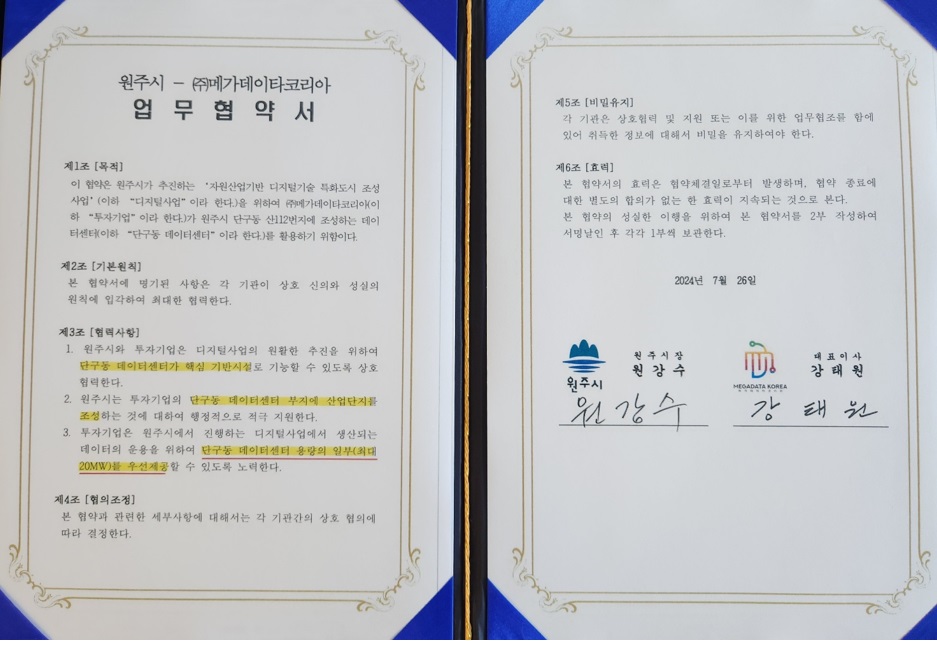 원주시 – ㈜메가데이타코리아
업 무 협 약 서
제1조 [목적]
이 협약은 원주시가 추진하는 '자원산업기반 디지털기술 특화도시 조성
사업'(이하 “디지털사업”이라 한다.)을 위하여 ㈜메가데이타코리아(이
하 “투자기업”이라 한다.)가 원주시 단구동 산112번지에 조성하는 데이
터센터(이하 “단구동 데이터센터”이라 한다.)를 활용하기 위함이다.
제2조 [기본원칙]
본 협약서에 명기된 사항은 각 기관이 상호 신의와 성실의
원칙에 입각하여 최대한 협력한다.
제3조 [협력사항]
1. 원주시와 투자기업은 디지털사업의 원활한 추진을 위하여
단구동 데이터센터가 핵심 기반시설로 기능할 수 있도록 상호
협력한다.
2. 원주시는 투자기업의 단구동 데이터센터 부지에 산업단지를
조성하는 것에 대하여 행정적으로 적극 지원한다.
3. 투자기업은 원주시에서 진행하는 디지털사업에서 생산되는
데이터의 운용을 위하여 단구동 데이터센터 용량의 일부(최대
20MW)를 우선제공할 수 있도록 노력한다.
제4조 [협의조정]
본 협약과 관련한 세부사항에 대해서는 각 기관간의 상호 협의에
따라 결정한다.
제5조 [비밀유지]
각 기관은 상호협력 및 지원 또는 이를 위한 업무협조를 함에
있어 취득한 정보에 대해서 비밀을 유지하여야 한다.
제6조 [효력]
본 협약서의 효력은 협약체결일로부터 발생하며, 협약 종료에
대한 별도의 합의가 없는 한 효력이 지속되는 것으로 본다.
본 협약의 성실한 이행을 위하여 본 협약서를 2부 작성하여
서명날인 후 각각 1부씩 보관한다.
2024년 7월 26일
원주시
원주시장
원강수
원강수
MEGADATA KOREA
대표이사
강태원
강태원